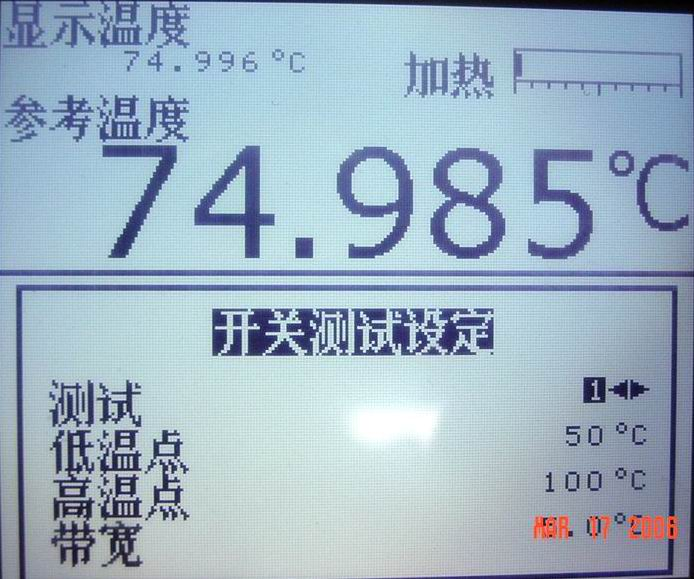 显示温度
74.996°C
加热
参考温度
74.985°C
开关测试设定
测试 1
低温点 50°C
高温点 100°C
带宽
MAR 17 2006